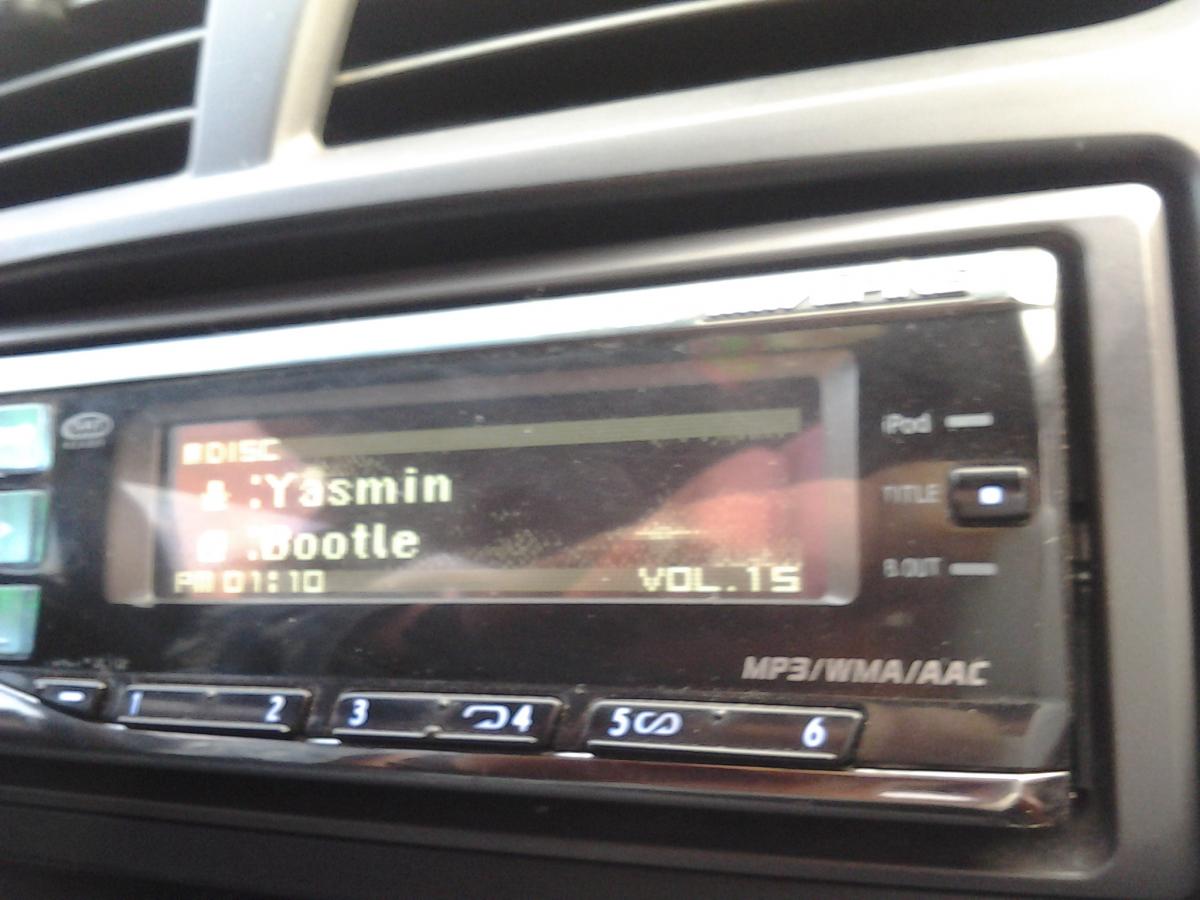 DISC
:Yasmin
:Bootle
PM 01:10 VOL.15
iPod
TITLE
B.OUT
MP3/WMA/AAC
1 2 3 4 5 6